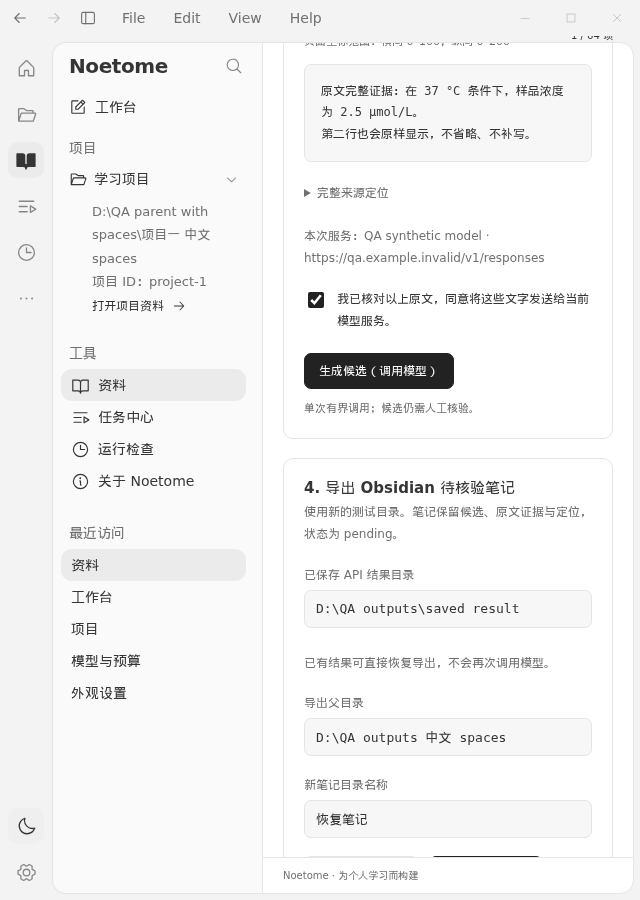 File Edit View Help
Noetome
工作台
项目
学习项目
D:\QA parent with
spaces\项目一 中文
spaces
项目 ID: project-1
打开项目资料 →
工具
资料
任务中心
运行检查
关于 Noetome
最近访问
资料
工作台
项目
模型与预算
外观设置
原文完整证据: 在 37 °C 条件下，样品浓度
为 2.5 μmol/L。
第二行也会原样显示，不省略、不补写。
完整来源定位
本次服务: QA synthetic model ·
https://qa.example.invalid/v1/responses
我已核对以上原文，同意将这些文字发送给当前
模型服务。
生成候选（调用模型）
单次有界调用；候选仍需人工核验。
4. 导出 Obsidian 待核验笔记
使用新的测试目录。笔记保留候选、原文证据与定位，
状态为 pending。
已保存 API 结果目录
D:\QA outputs\saved result
已有结果可直接恢复导出，不会再次调用模型。
导出父目录
D:\QA outputs 中文 spaces
新笔记目录名称
恢复笔记
Noetome · 为个人学习而构建